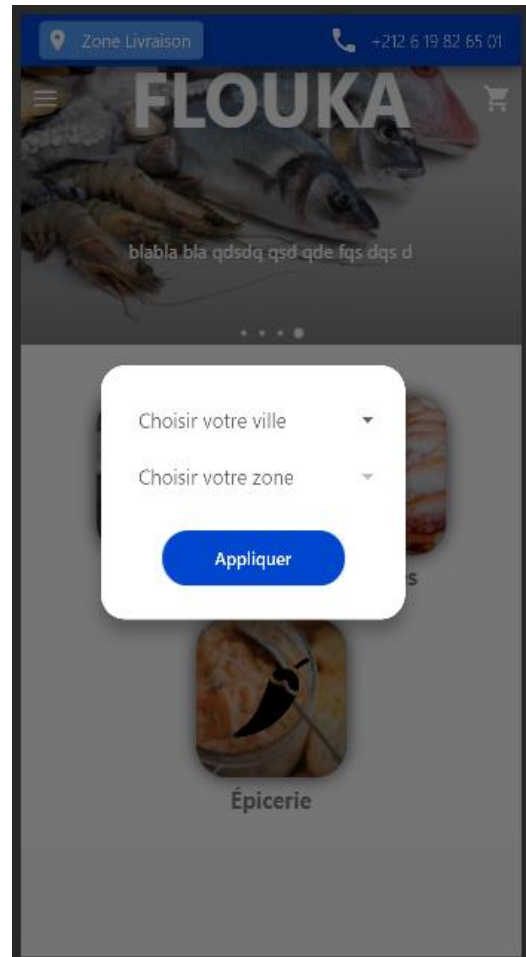 Zone Livraison
+212 6 19 82 65 01
FLOUKA
blabla bla qdsdq qsd qde fqs dqs d
Choisir votre ville
Choisir votre zone
Appliquer
Épicerie